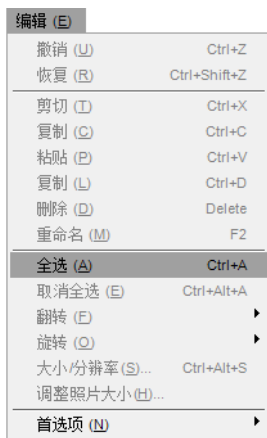 编辑 (E)
撤销 (U) Ctrl+Z
恢复 (R) Ctrl+Shift+Z
剪切 (T) Ctrl+X
复制 (C) Ctrl+C
粘贴 (P) Ctrl+V
复制 (L) Ctrl+D
删除 (D) Delete
重命名 (M) F2
全选 (A) Ctrl+A
取消全选 (E) Ctrl+Alt+A
翻转 (F)
旋转 (O)
大小/分辨率(S)... Ctrl+Alt+S
调整照片大小(H)...
首选项 (N)